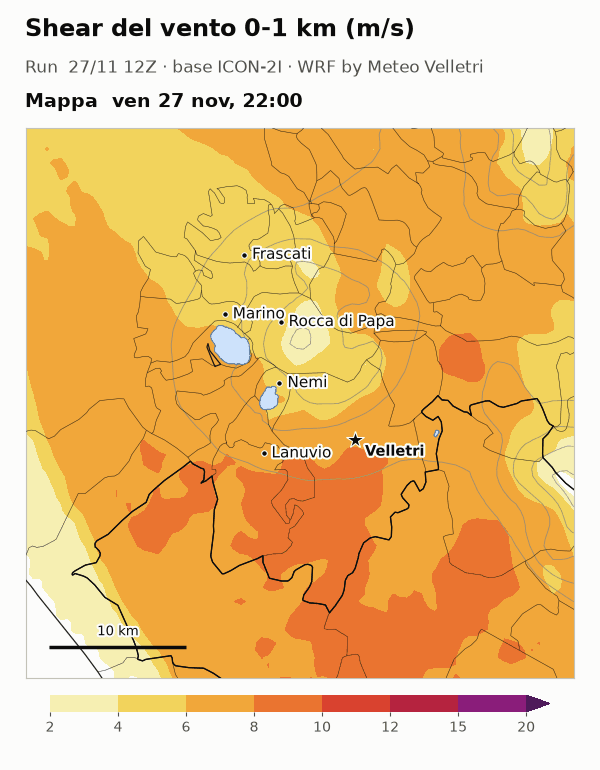 Shear del vento 0-1 km (m/s)
Run  27/11 12Z · base ICON-2I · WRF by Meteo Velletri
Mappa  ven 27 nov, 22:00
Frascati
Marino
Rocca di Papa
Nemi
Velletri
Lanuvio
10 km
2 4 6 8 10 12 15 20